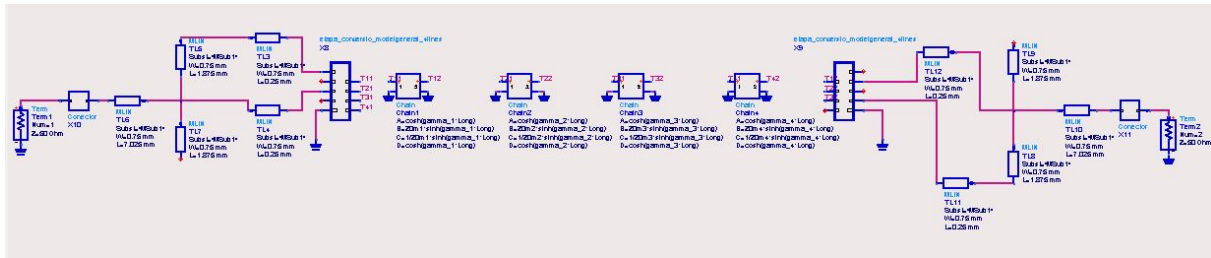 Term
Term1
Num=1
Z=50 Ohm
Conector
X10
MLIN
TL6
Subst="MSub1"
W=0.75 mm
L=7.025 mm
MLIN
TL5
Subst="MSub1"
W=0.75 mm
L=1.875 mm
MLIN
TL7
Subst="MSub1"
W=0.75 mm
L=1.875 mm
MLIN
TL3
Subst="MSub1"
W=0.75 mm
L=0.25 mm
MLIN
TL4
Subst="MSub1"
W=0.75 mm
L=0.25 mm
etapa_conversio_modelgeneral_4lines
X8
T11
T21
T31
T41
T12
Chain
Chain1
A=cosh(gamma_1*Long)
B=Z0m1*sinh(gamma_1*Long)
C=1/Z0m1*sinh(gamma_1*Long)
D=cosh(gamma_1*Long)
T22
Chain
Chain2
A=cosh(gamma_2*Long)
B=Z0m2*sinh(gamma_2*Long)
C=1/Z0m2*sinh(gamma_2*Long)
D=cosh(gamma_2*Long)
T32
Chain
Chain3
A=cosh(gamma_3*Long)
B=Z0m3*sinh(gamma_3*Long)
C=1/Z0m3*sinh(gamma_3*Long)
D=cosh(gamma_3*Long)
T42
Chain
Chain4
A=cosh(gamma_4*Long)
B=Z0m4*sinh(gamma_4*Long)
C=1/Z0m4*sinh(gamma_4*Long)
D=cosh(gamma_4*Long)
etapa_conversio_modelgeneral_4lines
X9
MLIN
TL12
Subst="MSub1"
W=0.75 mm
L=0.25 mm
MLIN
TL11
Subst="MSub1"
W=0.75 mm
L=0.25 mm
MLIN
TL9
Subst="MSub1"
W=0.75 mm
L=1.875 mm
MLIN
TL8
Subst="MSub1"
W=0.75 mm
L=1.875 mm
MLIN
TL10
Subst="MSub1"
W=0.75 mm
L=7.025 mm
Conector
X11
Term
Term2
Num=2
Z=50 Ohm